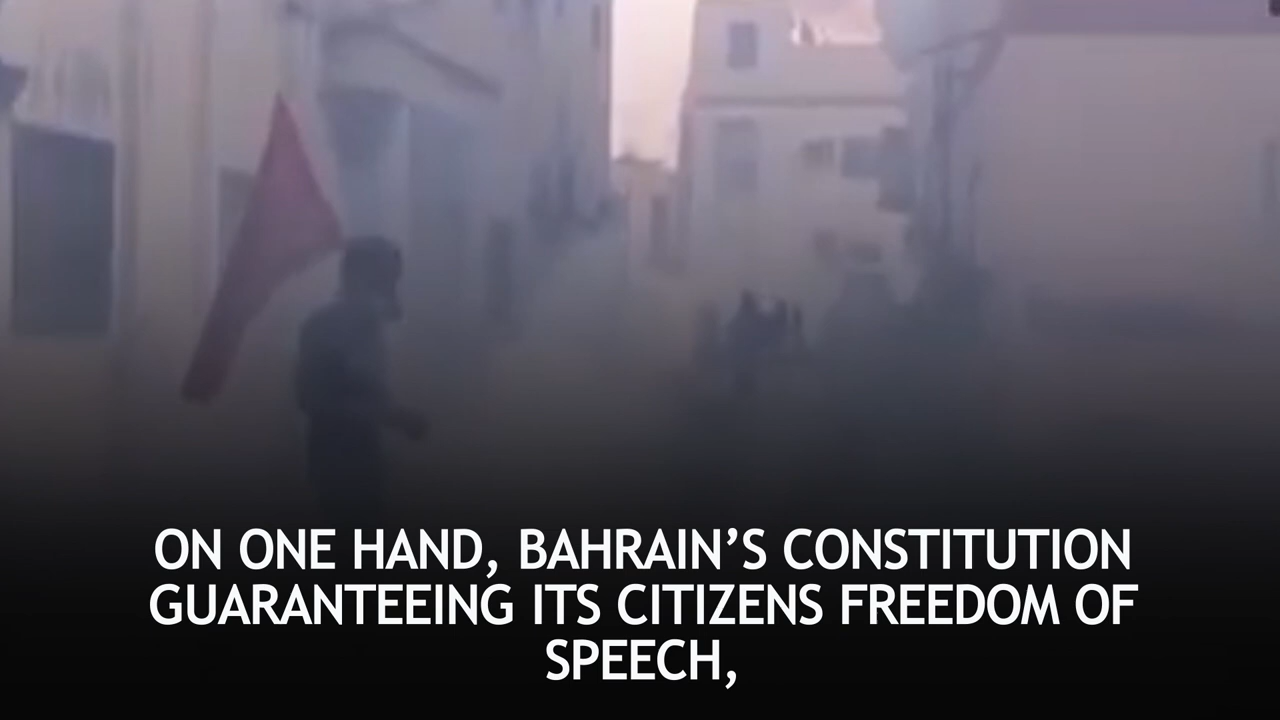 ON ONE HAND, BAHRAIN’S CONSTITUTION
GUARANTEEING ITS CITIZENS FREEDOM OF
SPEECH,